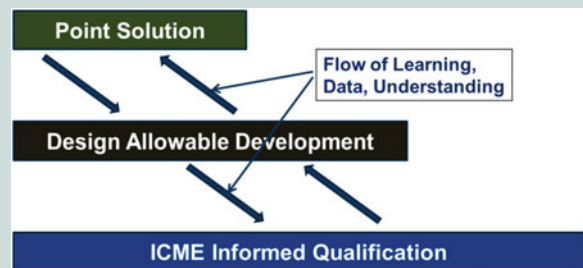 Point Solution
Flow of Learning,
Data, Understanding
Design Allowable Development
ICME Informed Qualification